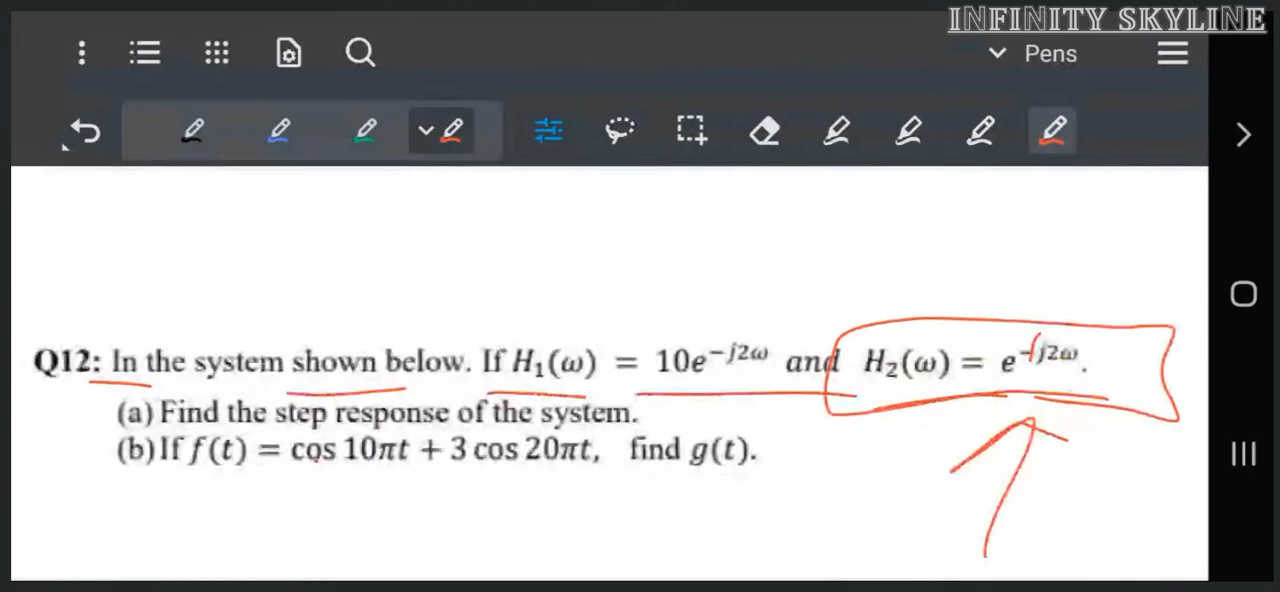 INFINITY SKYLINE
Pens
Q12: In the system shown below. If H₁(ω) = 10e^{−j2ω} and H₂(ω) = e^{−j2ω}.
(a) Find the step response of the system.
(b) If f(t) = cos 10πt + 3 cos 20πt, find g(t).